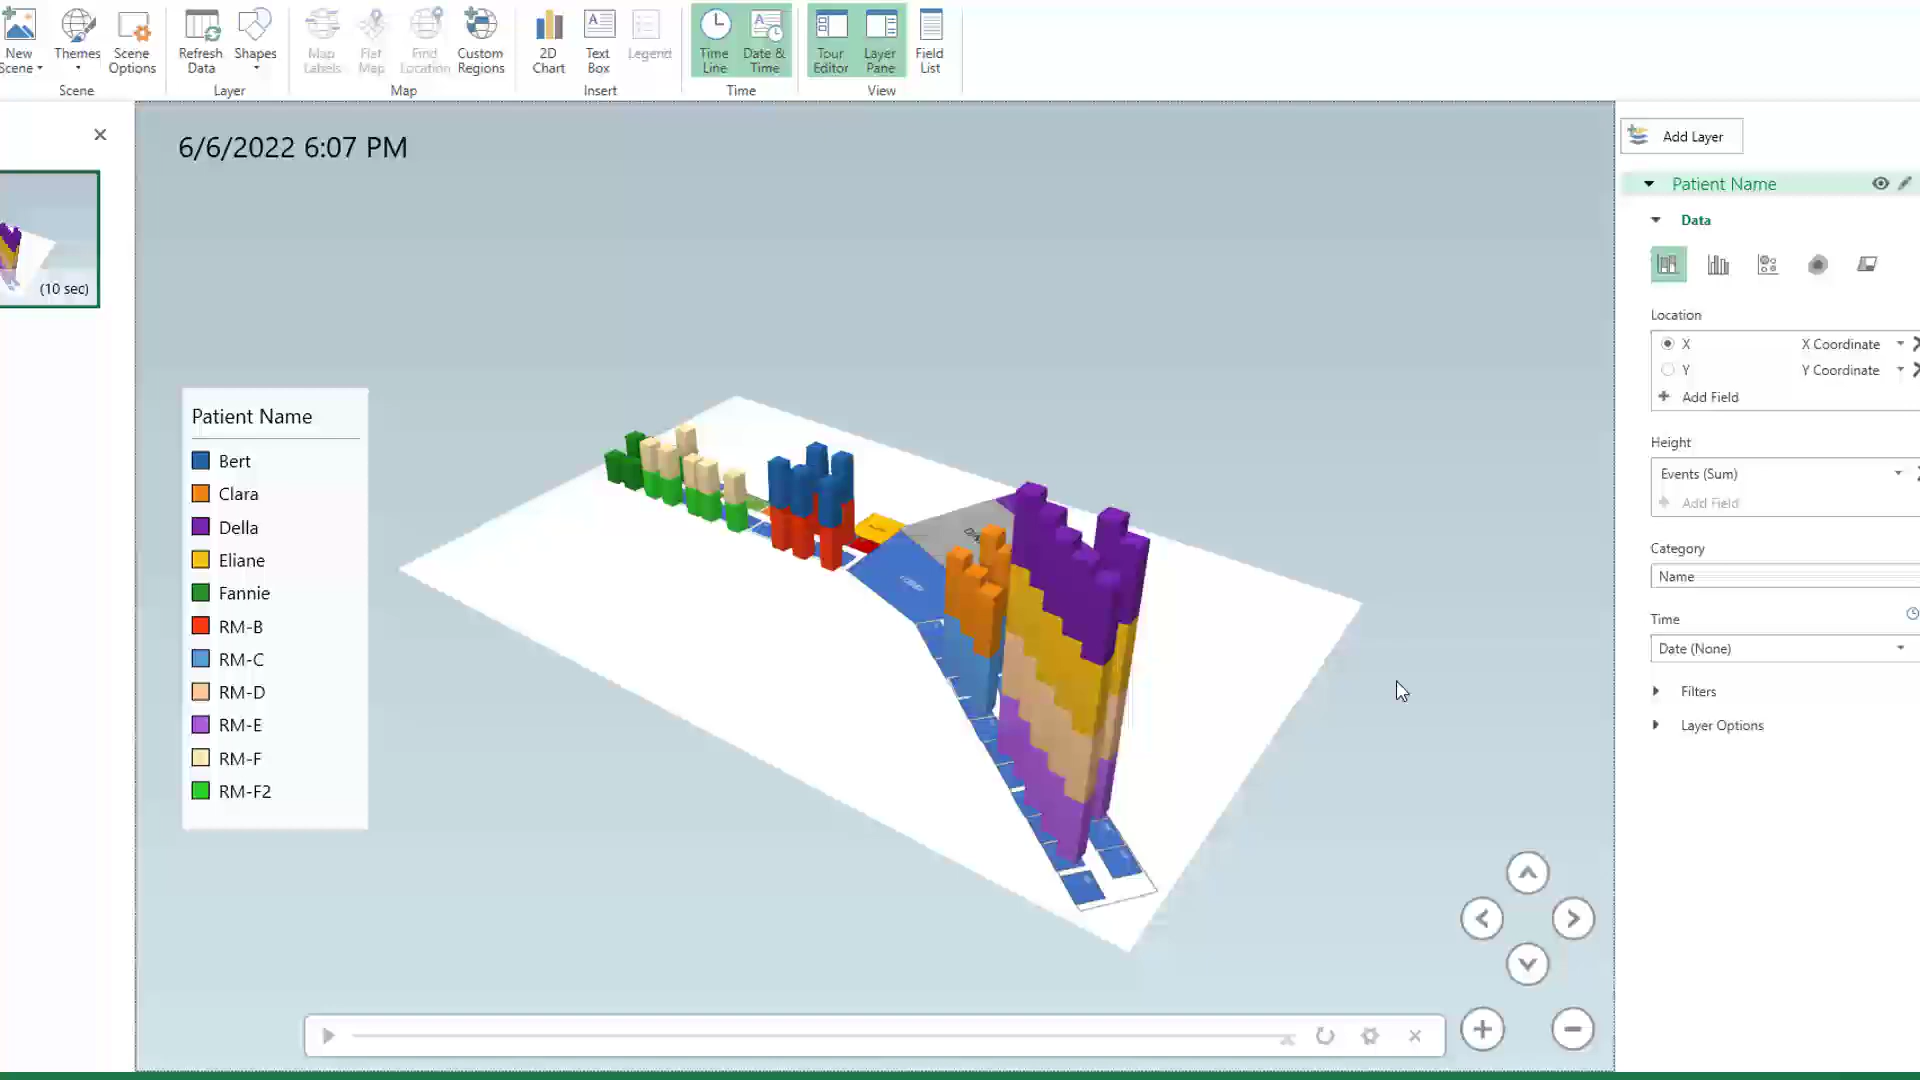 New
Scene
Themes
Scene
Options
Refresh
Data
Shapes
Map
Labels
Flat
Map
Find
Location
Custom
Regions
2D
Chart
Text
Box
Legend
Time
Line
Date &
Time
Tour
Editor
Layer
Pane
Field
List
Scene
Layer
Map
Insert
Time
View
(10 sec)
6/6/2022 6:07 PM
Patient Name
Bert
Clara
Della
Eliane
Fannie
RM-B
RM-C
RM-D
RM-E
RM-F
RM-F2
LOBBY
Add Layer
Patient Name
Data
Location
X X Coordinate
Y Y Coordinate
Add Field
Height
Events (Sum)
Add Field
Category
Name
Time
Date (None)
Filters
Layer Options